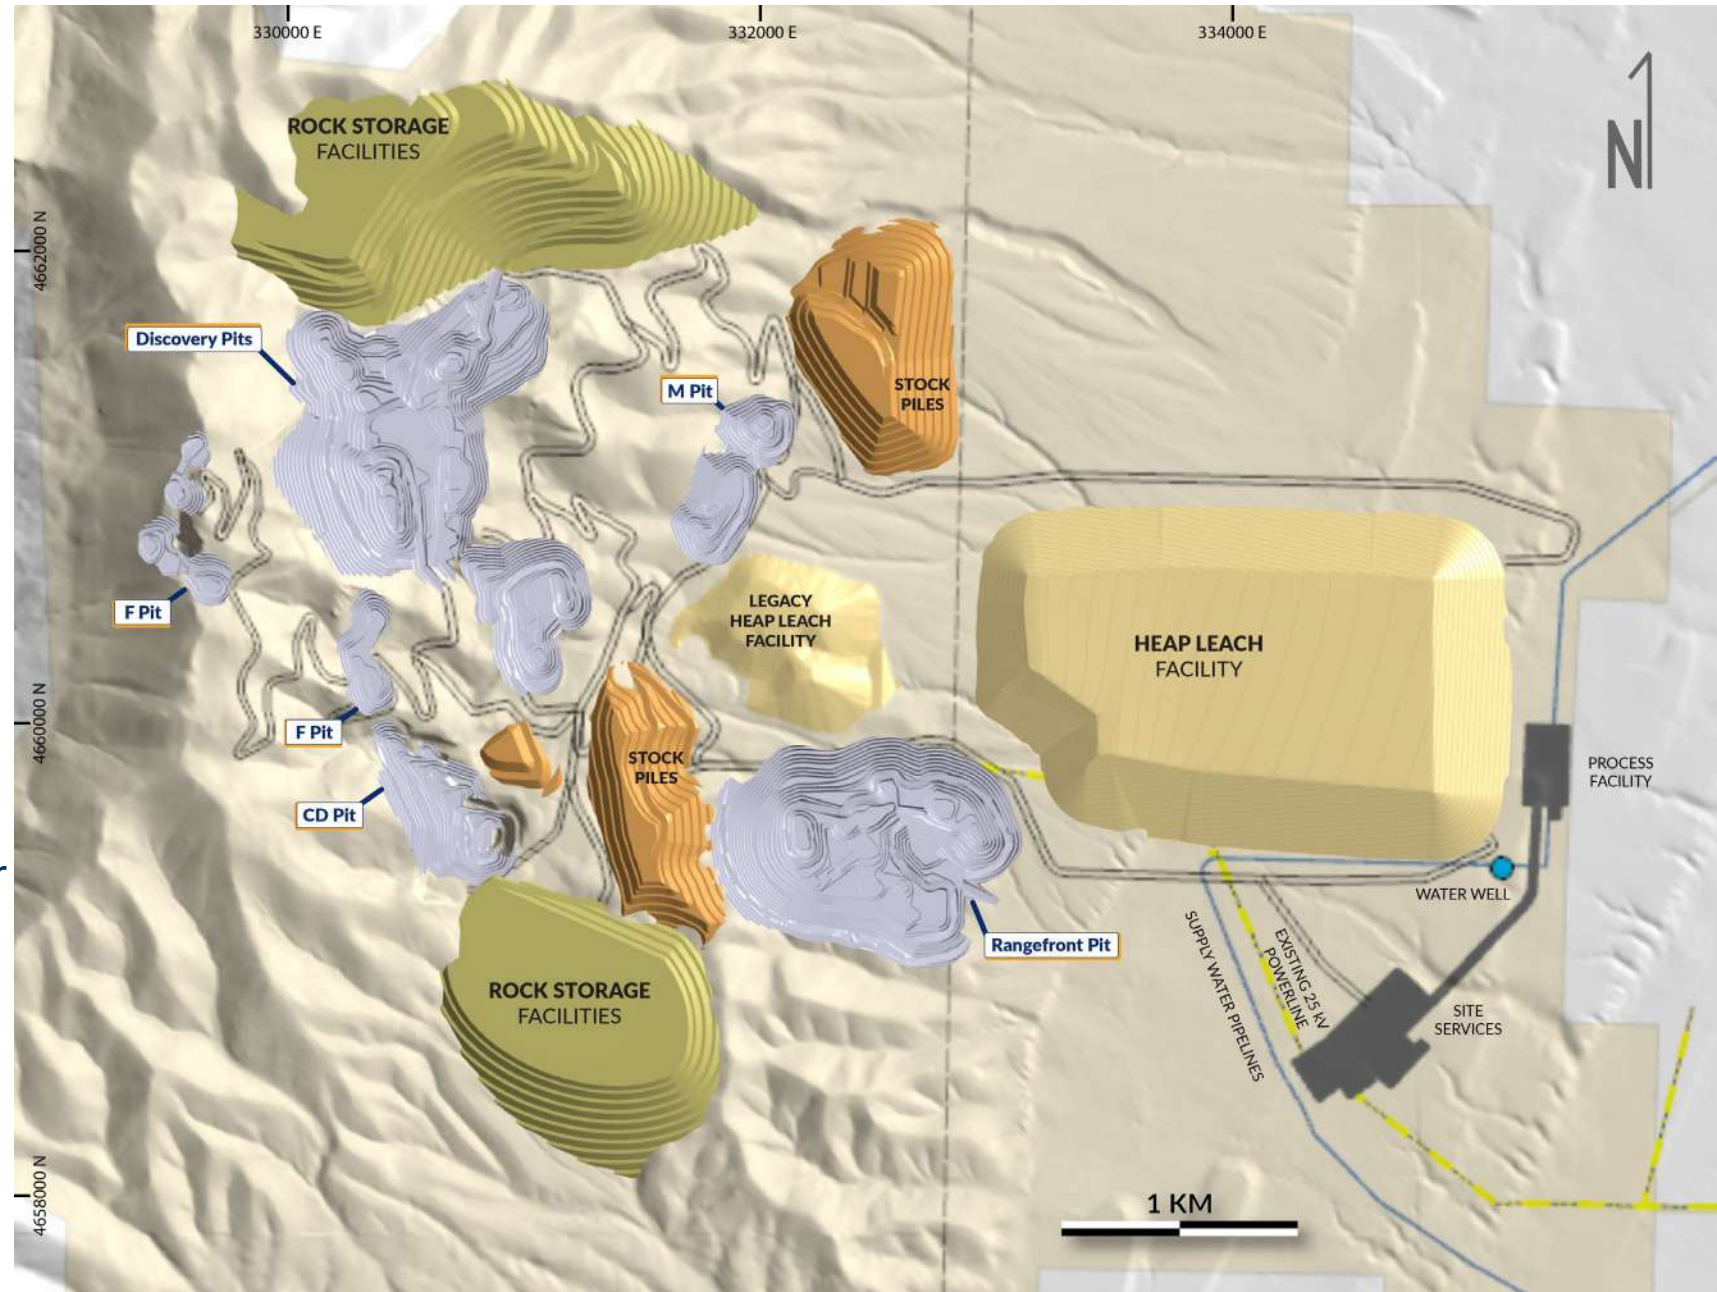 330000 E
332000 E
334000 E
N
4662000 N
4660000 N
4658000 N
ROCK STORAGE
FACILITIES
Discovery Pits
M Pit
STOCK
PILES
F Pit
LEGACY
HEAP LEACH
FACILITY
HEAP LEACH
FACILITY
F Pit
STOCK
PILES
PROCESS
FACILITY
CD Pit
WATER WELL
Rangefront Pit
SUPPLY WATER PIPELINES
EXISTING 25 kV
POWERLINE
ROCK STORAGE
FACILITIES
SITE
SERVICES
1 KM